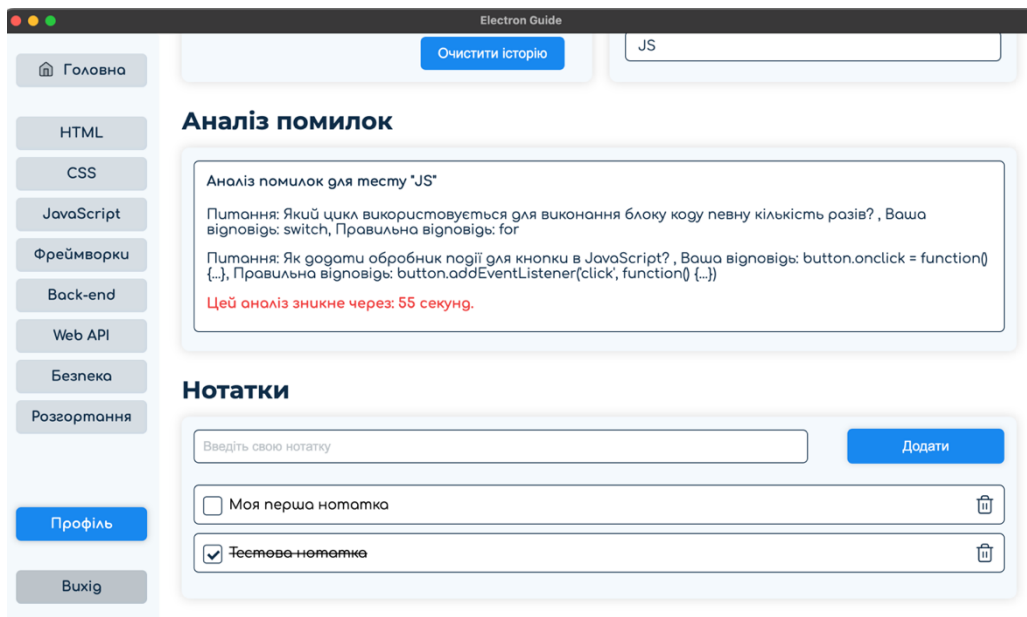 Electron Guide
Головна
HTML
CSS
JavaScript
Фреймворки
Back-end
Web API
Безпека
Розгортання
Профіль
Вихід
Очистити історію
JS
Аналіз помилок
Аналіз помилок для тесту "JS"
Питання: Який цикл використовується для виконання блоку коду певну кількість разів? , Ваша
відповідь: switch, Правильна відповідь: for
Питання: Як додати обробник події для кнопки в JavaScript? , Ваша відповідь: button.onclick = function()
{...}, Правильна відповідь: button.addEventListener('click', function() {...})
Цей аналіз зникне через: 55 секунд.
Нотатки
Введіть свою нотатку
Додати
Моя перша нотатка
Тестова нотатка